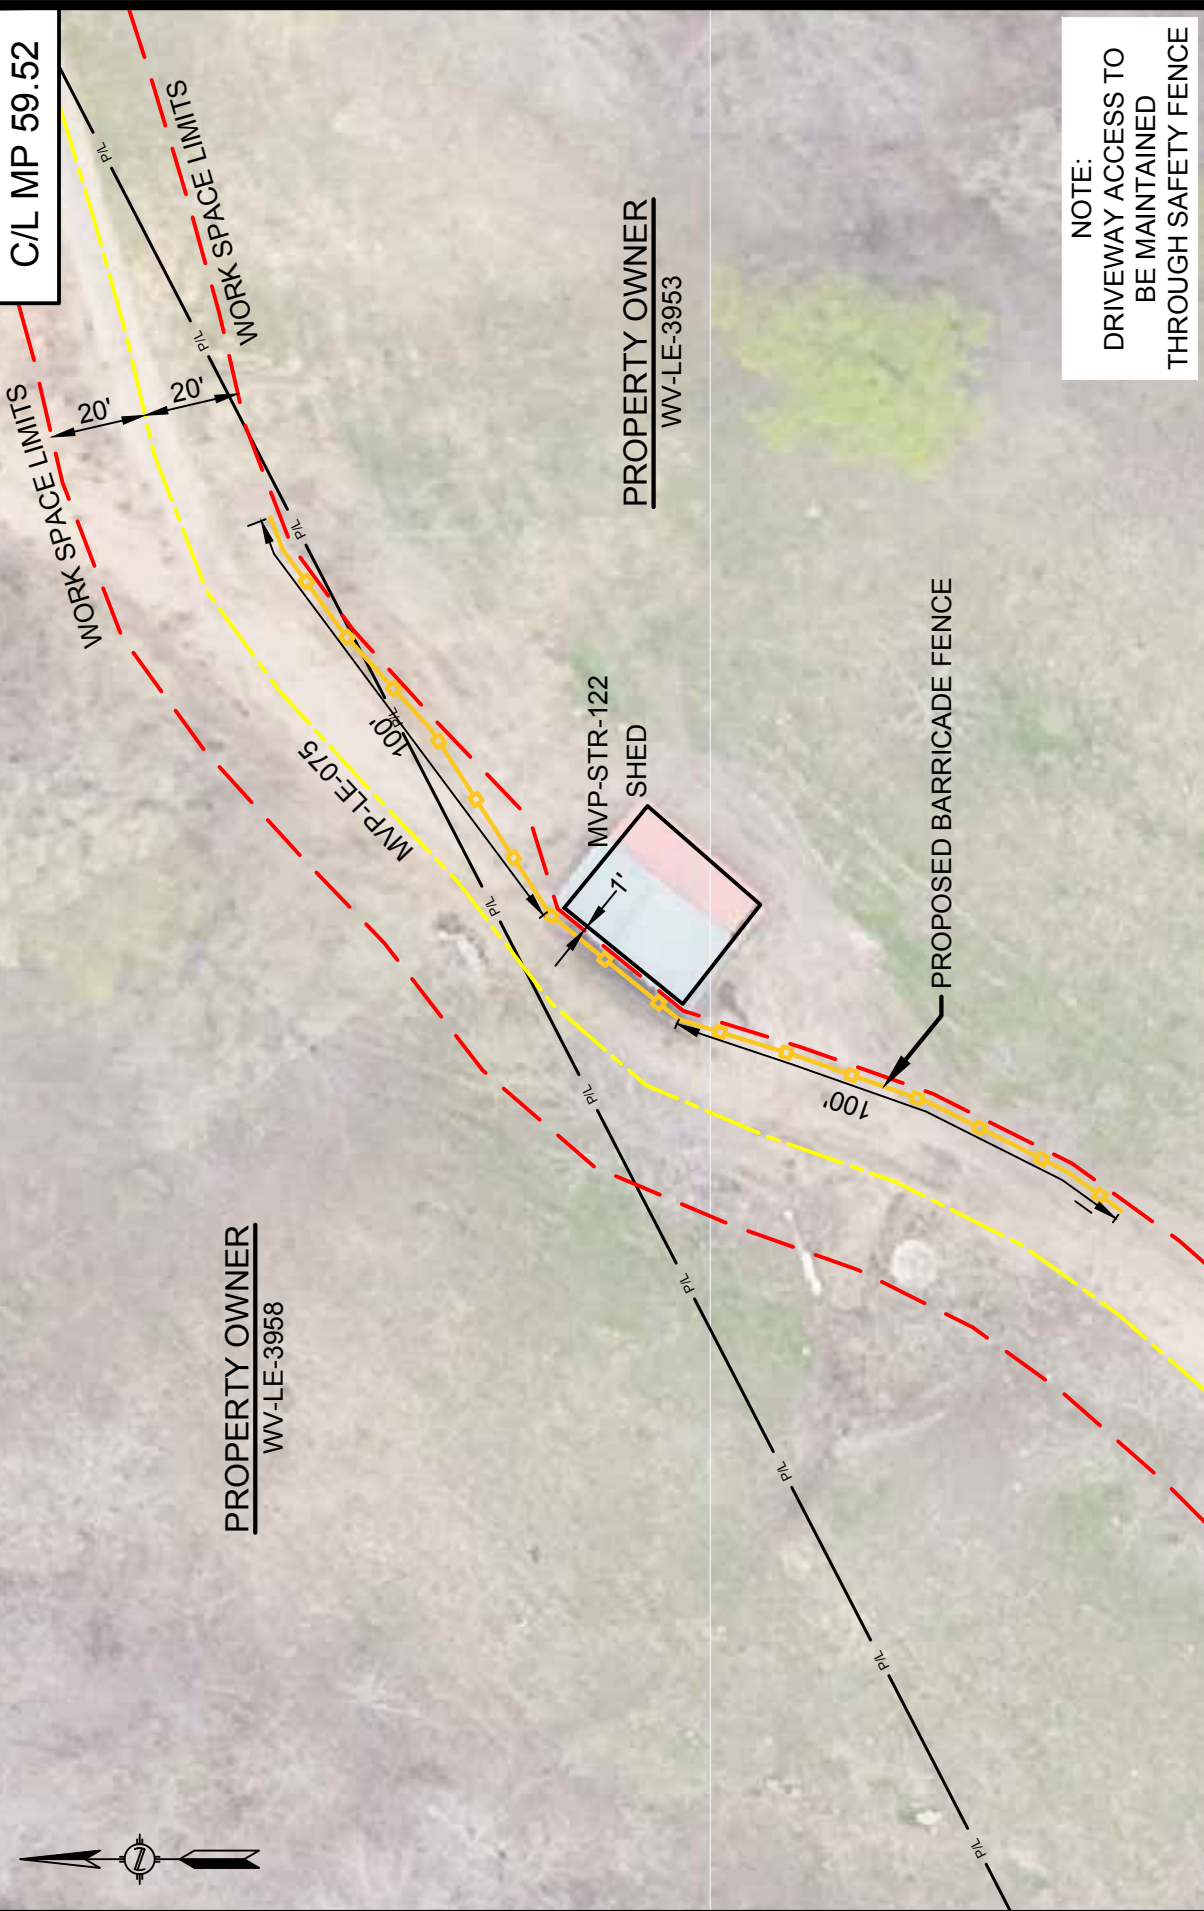 C/L MP 59.52
WORK SPACE LIMITS
WORK SPACE LIMITS
20'
20'
P/L
P/L
P/L
P/L
P/L
P/L
P/L
P/L
P/L
P/L
MVP-LE-075
100'
1'
MVP-STR-122
SHED
100'
PROPOSED BARRICADE FENCE
PROPERTY OWNER
WV-LE-3953
PROPERTY OWNER
WV-LE-3958
NOTE:
DRIVEWAY ACCESS TO
BE MAINTAINED
THROUGH SAFETY FENCE